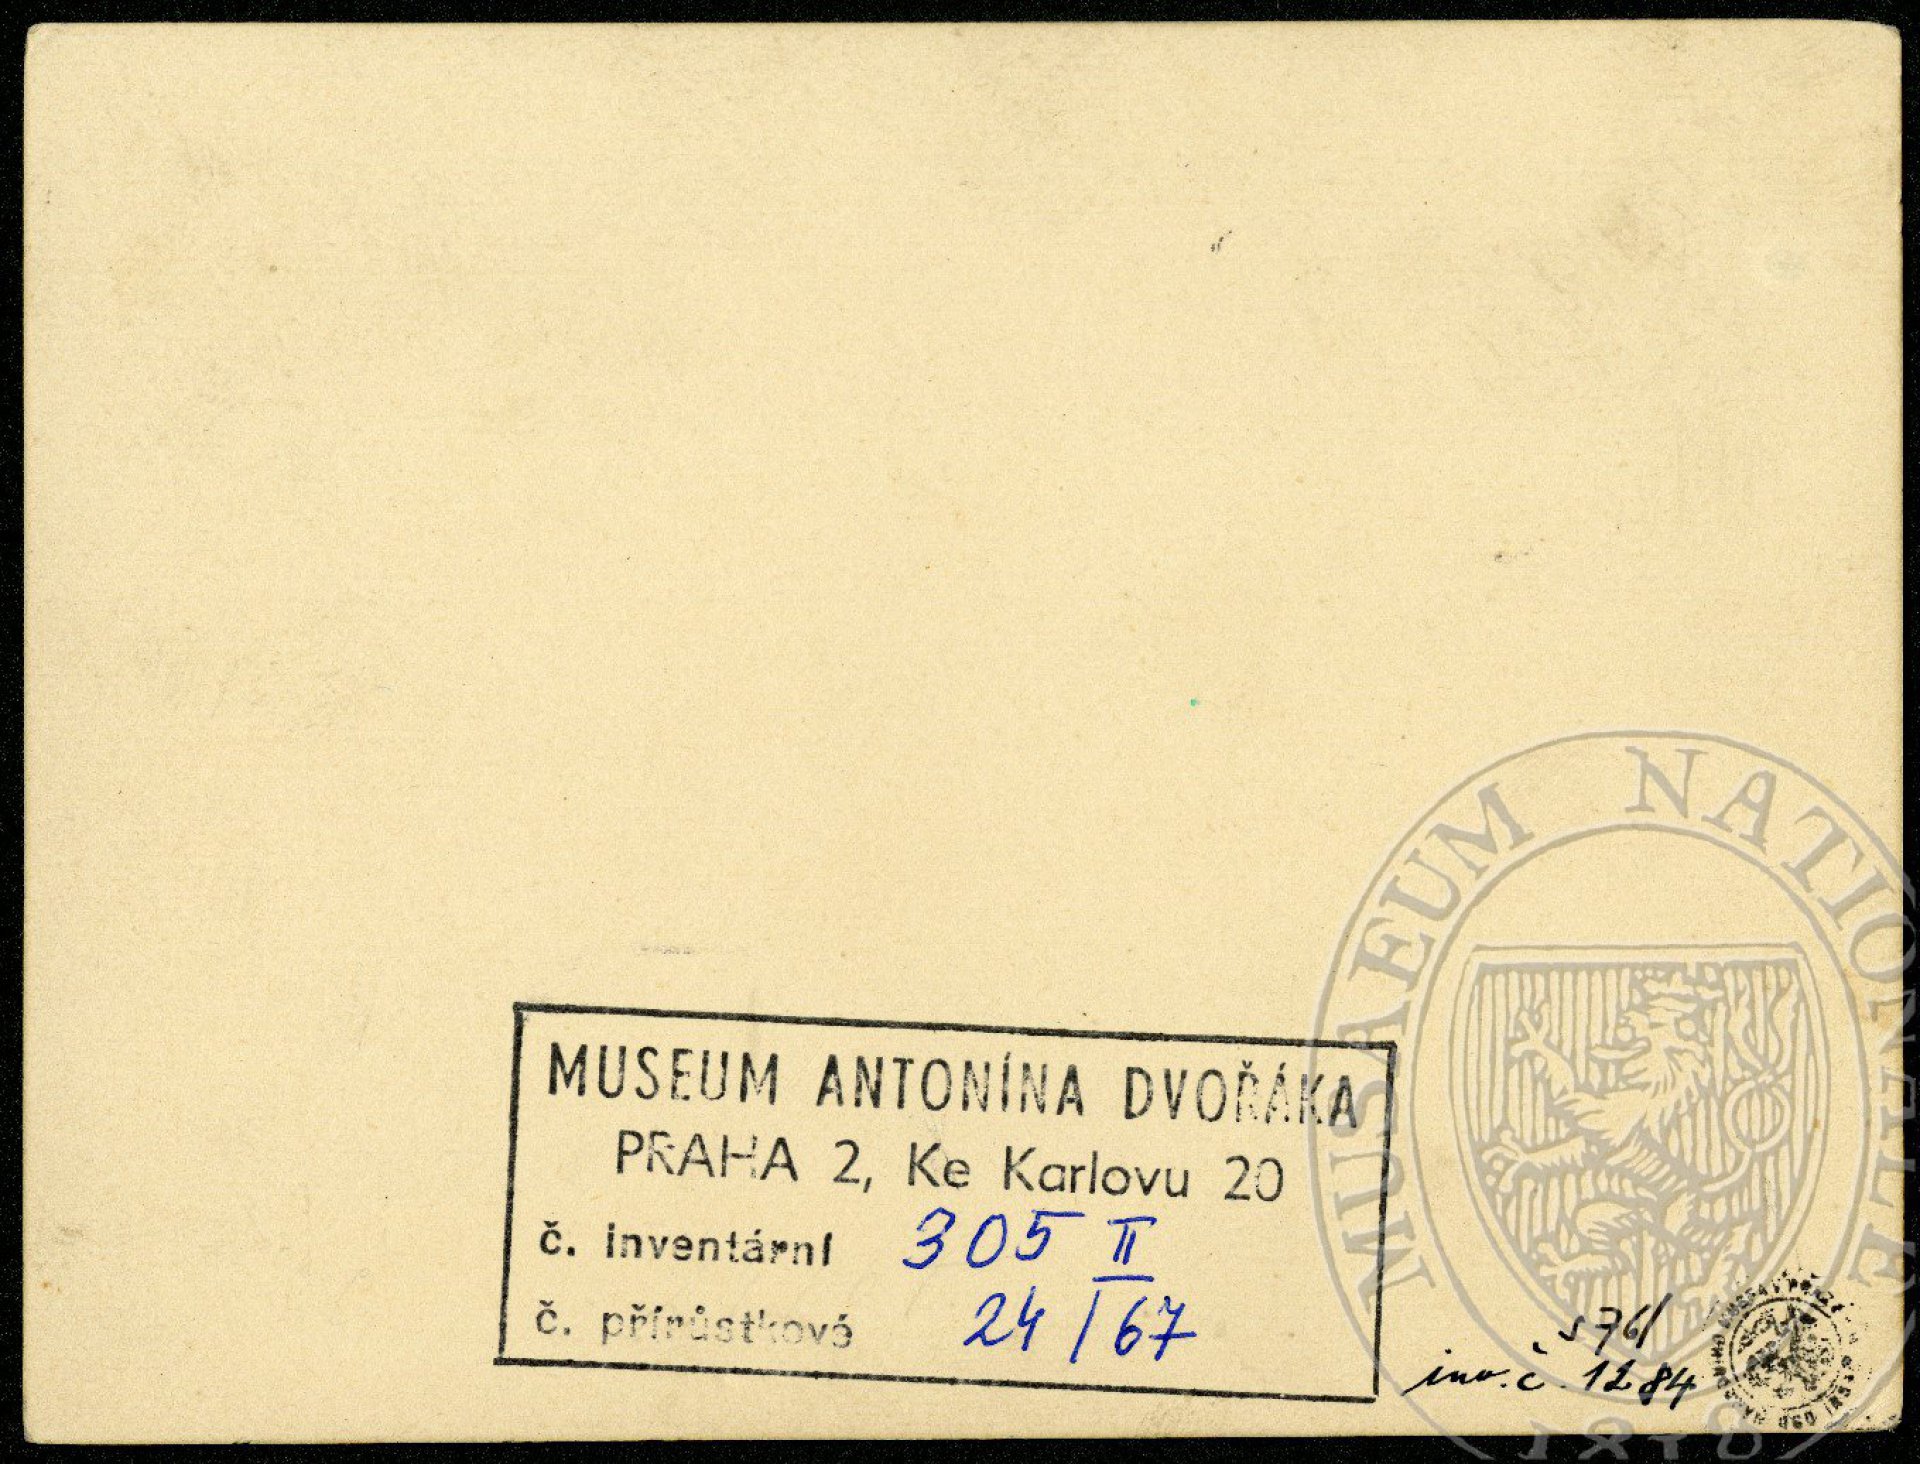 MUSEUM ANTONÍNA DVOŘÁKA
PRAHA 2, Ke Karlovu 20
č. inventární 305 II
č. přírůstkové 24/67
s 76/
inv. č. 1284
MUSAEUM NATIONALE
1818